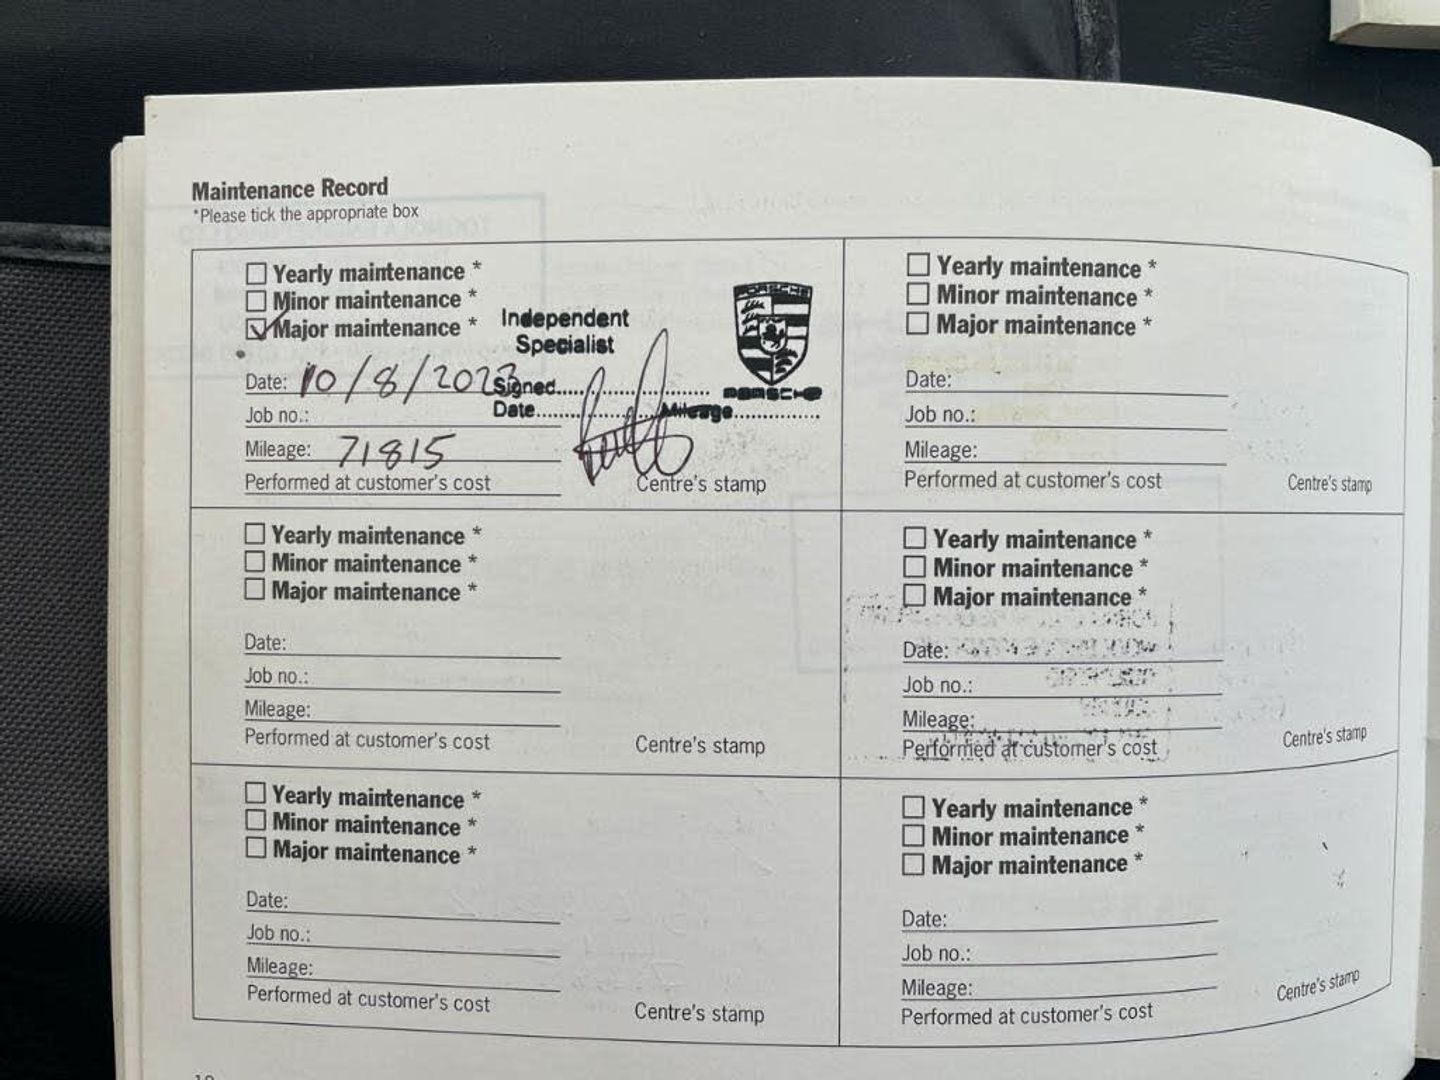 Maintenance Record
*Please tick the appropriate box
Yearly maintenance *
Minor maintenance *
Major maintenance *
Independent
Specialist
PORSCHE
Date: 10/8/2023
Signed
PORSCHE
Date Mileage
Job no.:
Mileage: 71815
Performed at customer's cost
Centre's stamp
Yearly maintenance *
Minor maintenance *
Major maintenance *
Date:
Job no.:
Mileage:
Performed at customer's cost
Centre's stamp
Yearly maintenance *
Minor maintenance *
Major maintenance *
Date:
Job no.:
Mileage:
Performed at customer's cost
Centre's stamp
Yearly maintenance *
Minor maintenance *
Major maintenance *
Date:
Job no.:
Mileage:
Performed at customer's cost
Centre's stamp
Yearly maintenance *
Minor maintenance *
Major maintenance *
Date:
Job no.:
Mileage:
Performed at customer's cost
Centre's stamp
Yearly maintenance *
Minor maintenance *
Major maintenance *
Date:
Job no.:
Mileage:
Performed at customer's cost
Centre's stamp